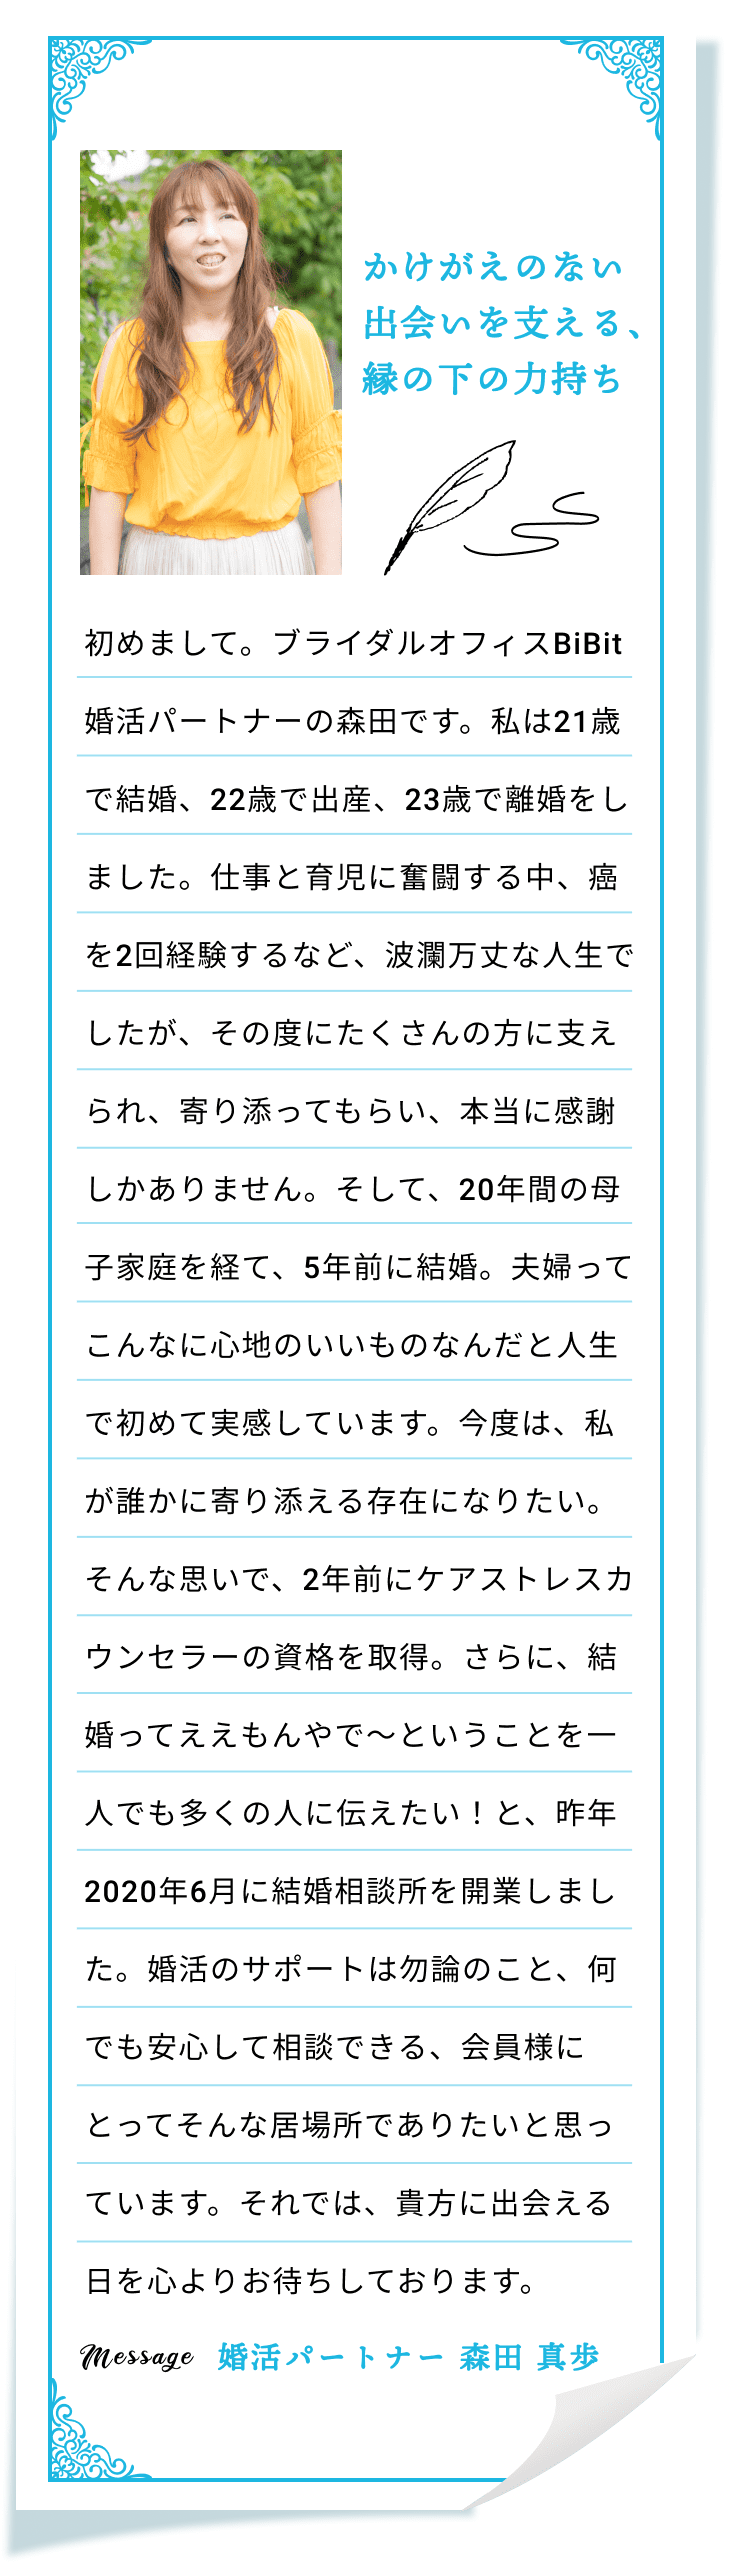 かけがえのない
出会いを支える、
縁の下の力持ち
初めまして。ブライダルオフィスBiBit
婚活パートナーの森田です。私は21歳
で結婚、22歳で出産、23歳で離婚をし
ました。仕事と育児に奮闘する中、癌
を2回経験するなど、波瀾万丈な人生で
したが、その度にたくさんの方に支え
られ、寄り添ってもらい、本当に感謝
しかありません。そして、20年間の母
子家庭を経て、5年前に結婚。夫婦って
こんなに心地のいいものなんだと人生
で初めて実感しています。今度は、私
が誰かに寄り添える存在になりたい。
そんな思いで、2年前にケアストレスカ
ウンセラーの資格を取得。さらに、結
婚ってええもんやで〜ということを一
人でも多くの人に伝えたい！と、昨年
2020年6月に結婚相談所を開業しまし
た。婚活のサポートは勿論のこと、何
でも安心して相談できる、会員様に
とってそんな居場所でありたいと思っ
ています。それでは、貴方に出会える
日を心よりお待ちしております。
Message 婚活パートナー 森田 真歩